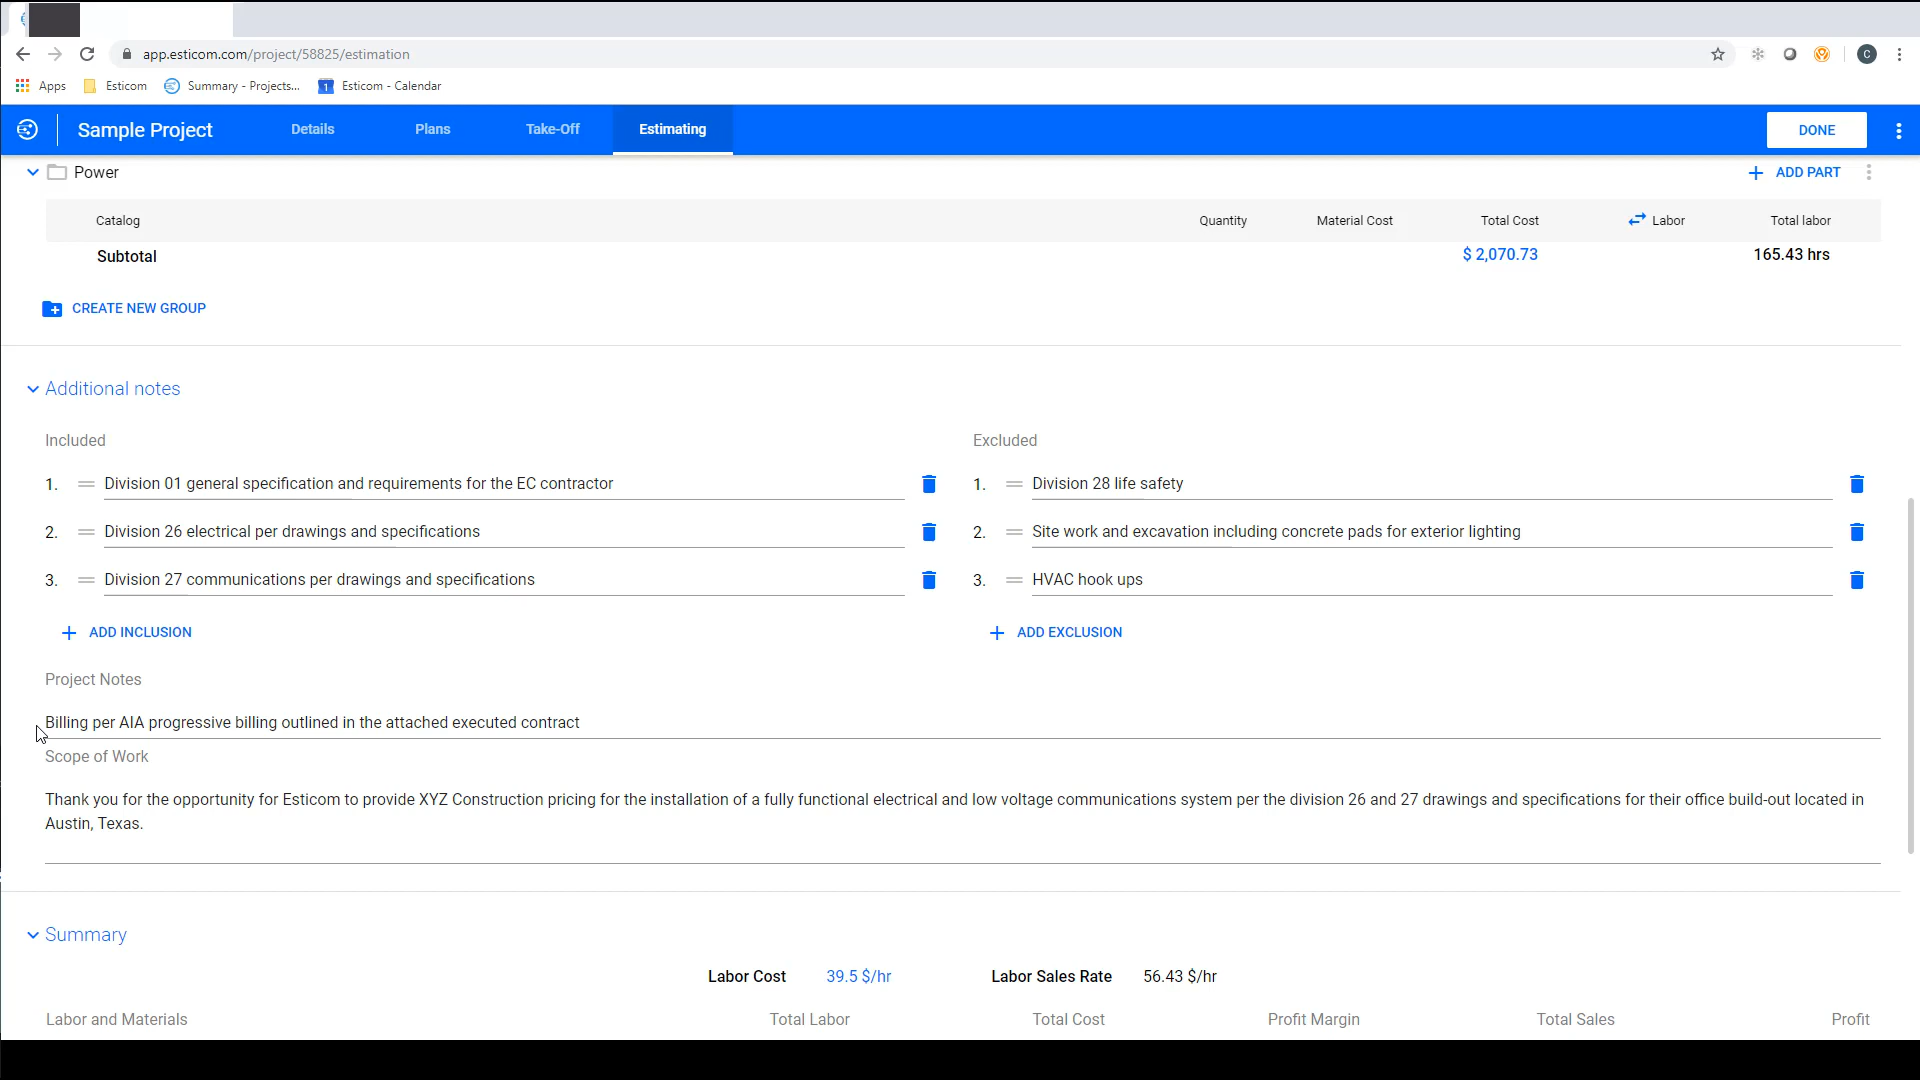 app.esticom.com/project/58825/estimation
C
Apps Esticom Summary - Projects... 1 Esticom - Calendar
Sample Project Details Plans Take-Off Estimating DONE
Power + ADD PART
Catalog Quantity Material Cost Total Cost Labor Total labor
Subtotal $ 2,070.73 165.43 hrs
CREATE NEW GROUP
Additional notes
Included
1. Division 01 general specification and requirements for the EC contractor
2. Division 26 electrical per drawings and specifications
3. Division 27 communications per drawings and specifications
+ ADD INCLUSION
Excluded
1. Division 28 life safety
2. Site work and excavation including concrete pads for exterior lighting
3. HVAC hook ups
+ ADD EXCLUSION
Project Notes
Billing per AIA progressive billing outlined in the attached executed contract
Scope of Work
Thank you for the opportunity for Esticom to provide XYZ Construction pricing for the installation of a fully functional electrical and low voltage communications system per the division 26 and 27 drawings and specifications for their office build-out located in
Austin, Texas.
Summary
Labor Cost 39.5 $/hr Labor Sales Rate 56.43 $/hr
Labor and Materials Total Labor Total Cost Profit Margin Total Sales Profit